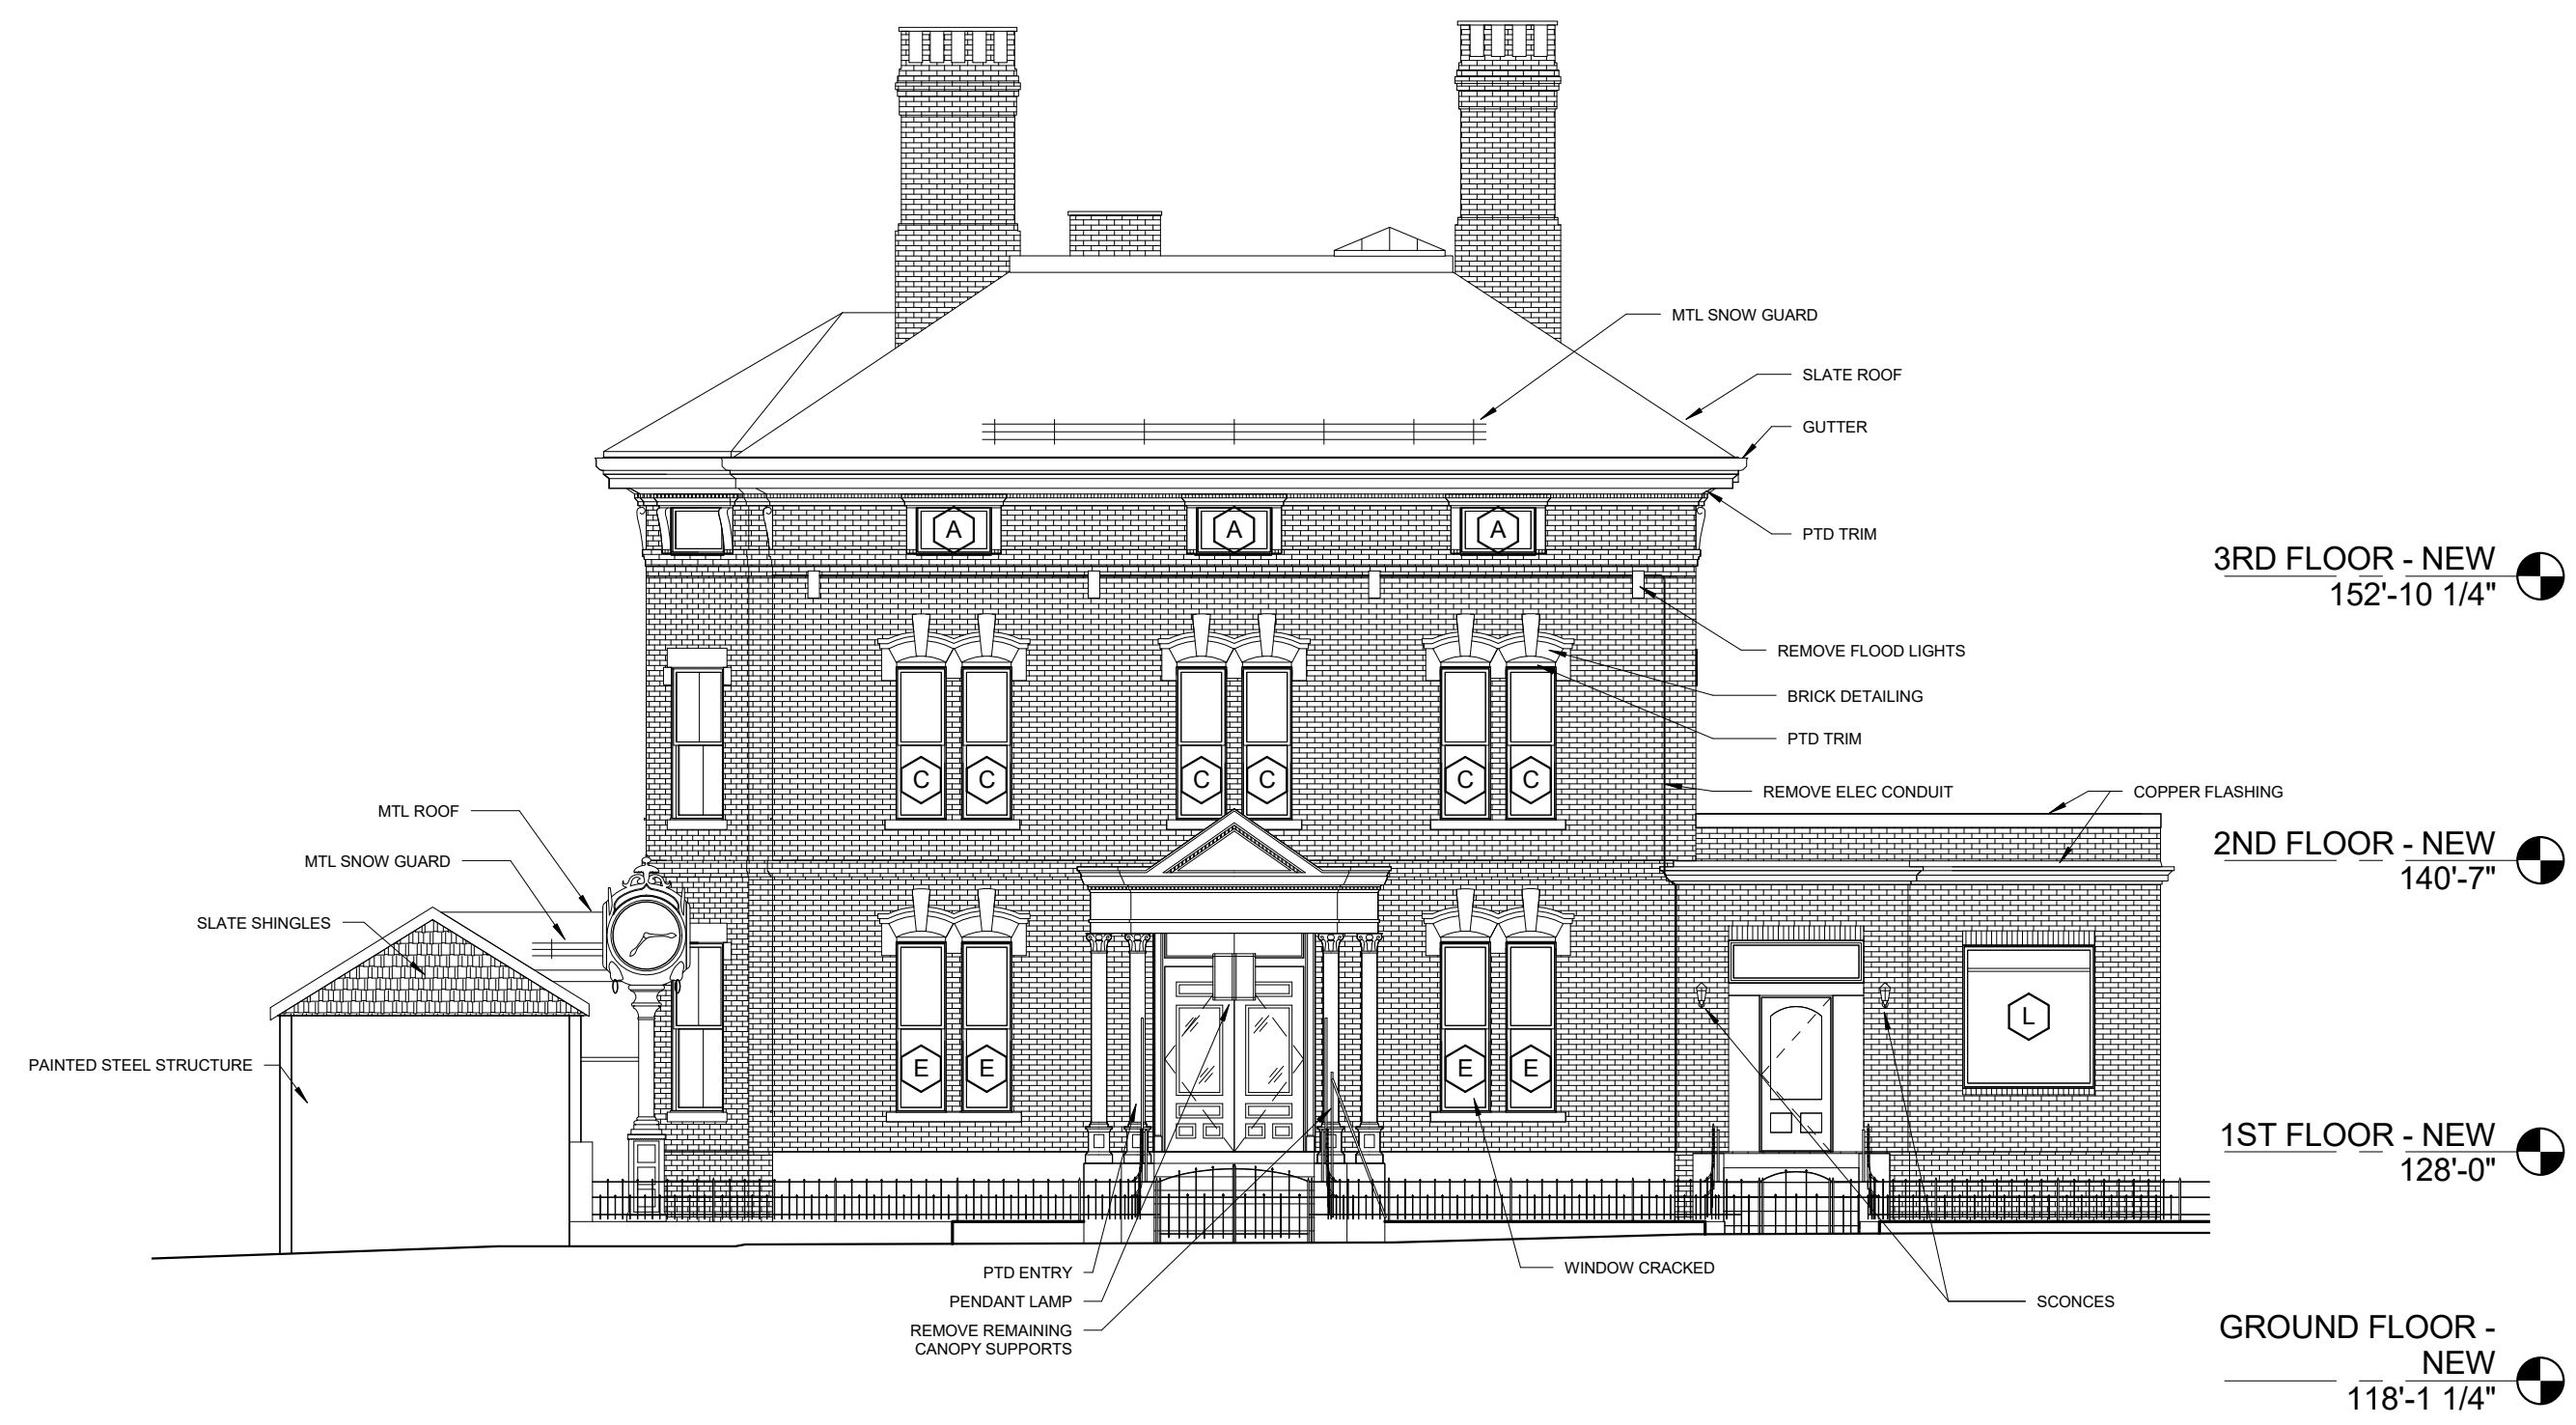 MTL SNOW GUARD
SLATE ROOF
GUTTER
A
A
A
PTD TRIM
3RD FLOOR - NEW
152'-10 1/4"
REMOVE FLOOD LIGHTS
BRICK DETAILING
PTD TRIM
C
C
C
C
C
C
REMOVE ELEC CONDUIT
COPPER FLASHING
MTL ROOF
MTL SNOW GUARD
SLATE SHINGLES
2ND FLOOR - NEW
140'-7"
L
PAINTED STEEL STRUCTURE
E
E
E
E
1ST FLOOR - NEW
128'-0"
PTD ENTRY
PENDANT LAMP
REMOVE REMAINING
CANOPY SUPPORTS
WINDOW CRACKED
SCONCES
GROUND FLOOR -
NEW
118'-1 1/4"